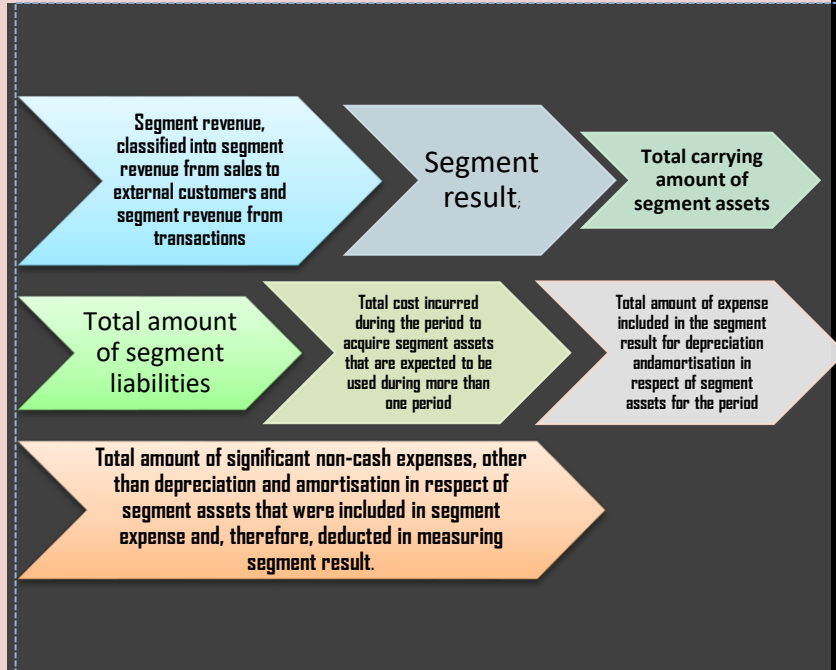 Segment revenue,
classified into segment
revenue from sales to
external customers and
segment revenue from
transactions
Segment
result;
Total carrying
amount of
segment assets
Total amount
of segment
liabilities
Total cost incurred
during the period to
acquire segment assets
that are expected to be
used during more than
one period
Total amount of expense
included in the segment
result for depreciation
andamortisation in
respect of segment
assets for the period
Total amount of significant non-cash expenses, other
than depreciation and amortisation in respect of
segment assets that were included in segment
expense and, therefore, deducted in measuring
segment result.